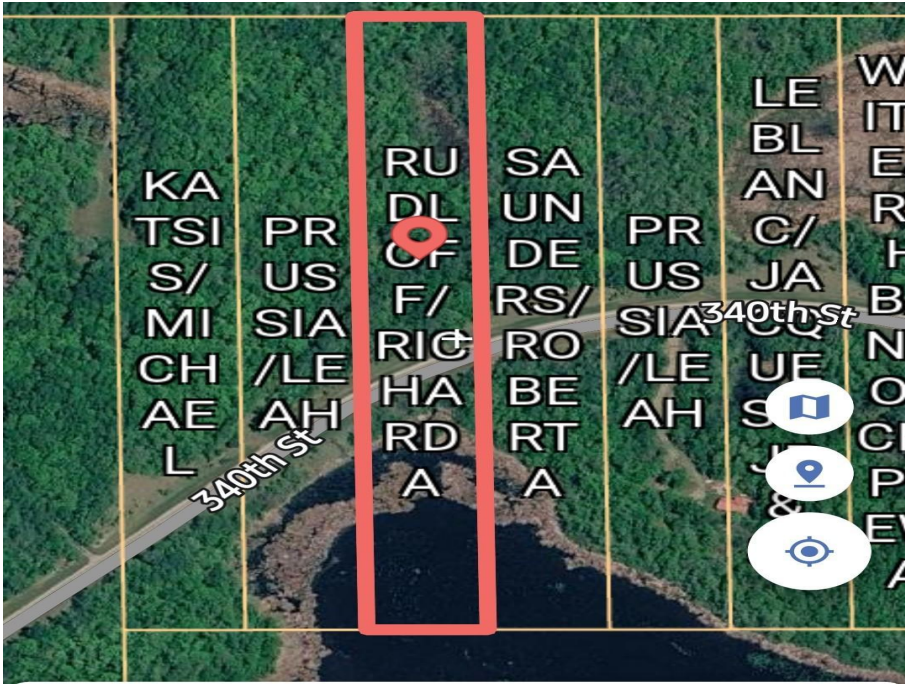 KA
TSI
S/
MI
CH
AE
L
PR
US
SIA
/LE
AH
RU
DL
OF
F/
RIC
HA
RD
A
SA
UN
DE
RS/
RO
BE
RT
A
PR
US
SIA
/LE
AH
LE
BL
AN
C/
JA
CQ
UE
S
&
W
IT
E
R
H
B
N
O
P
340th St
340th St